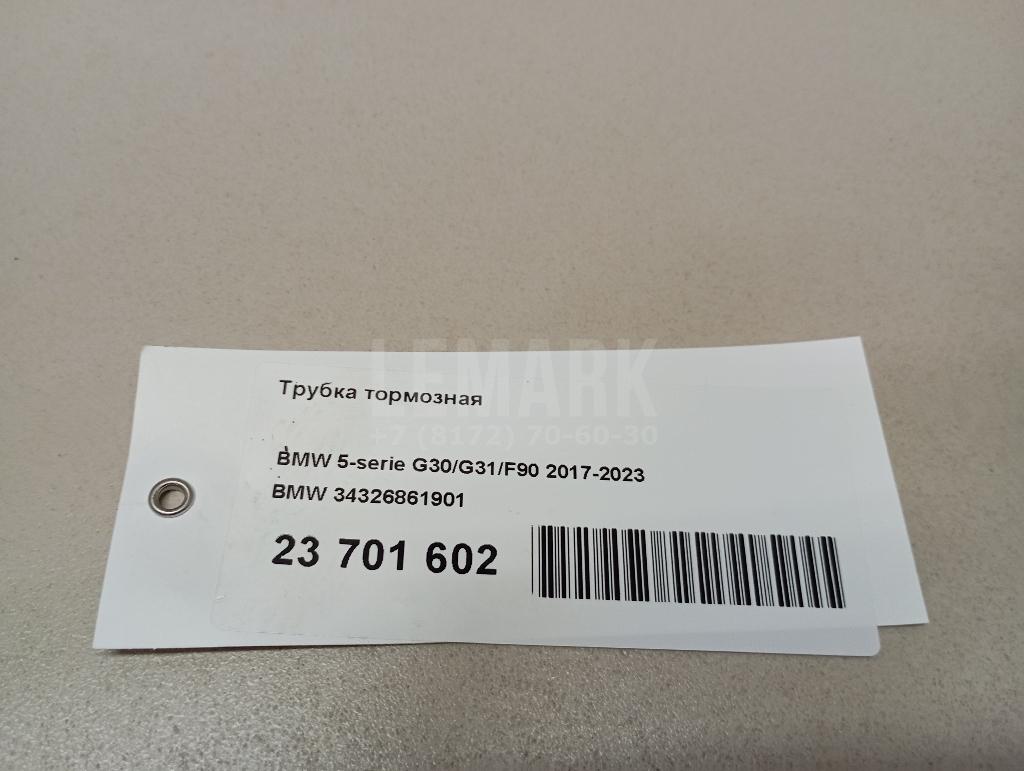 LEMARK
+7 (8172) 70-60-30
Трубка тормозная
BMW 5-serie G30/G31/F90 2017-2023
BMW 34326861901
23 701 602